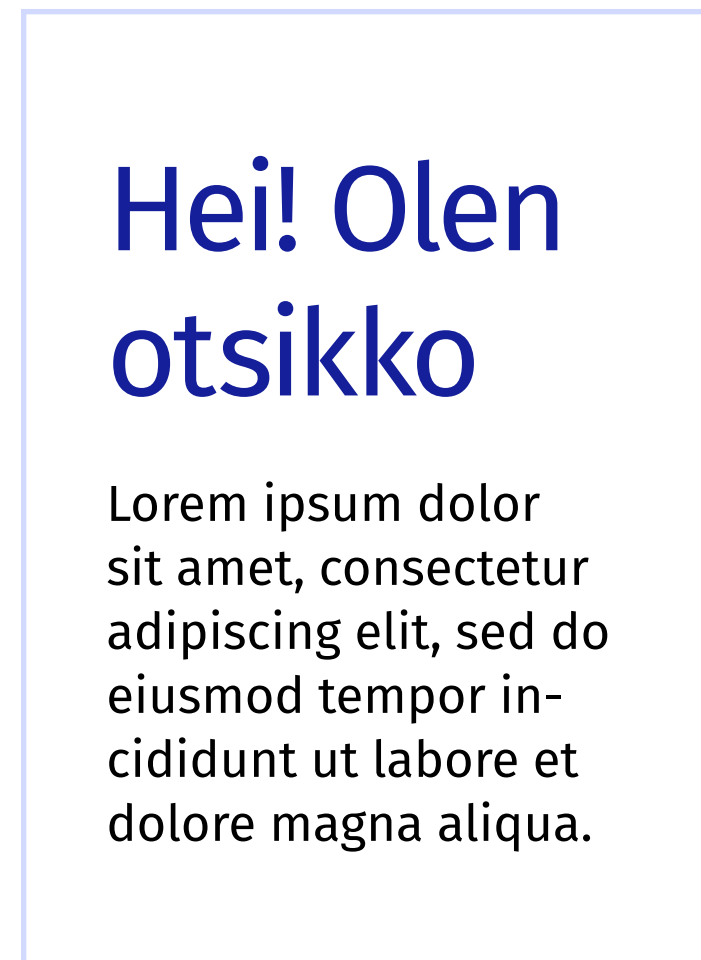 Hei! Olen
otsikko
Lorem ipsum dolor
sit amet, consectetur
adipiscing elit, sed do
eiusmod tempor in-
cididunt ut labore et
dolore magna aliqua.